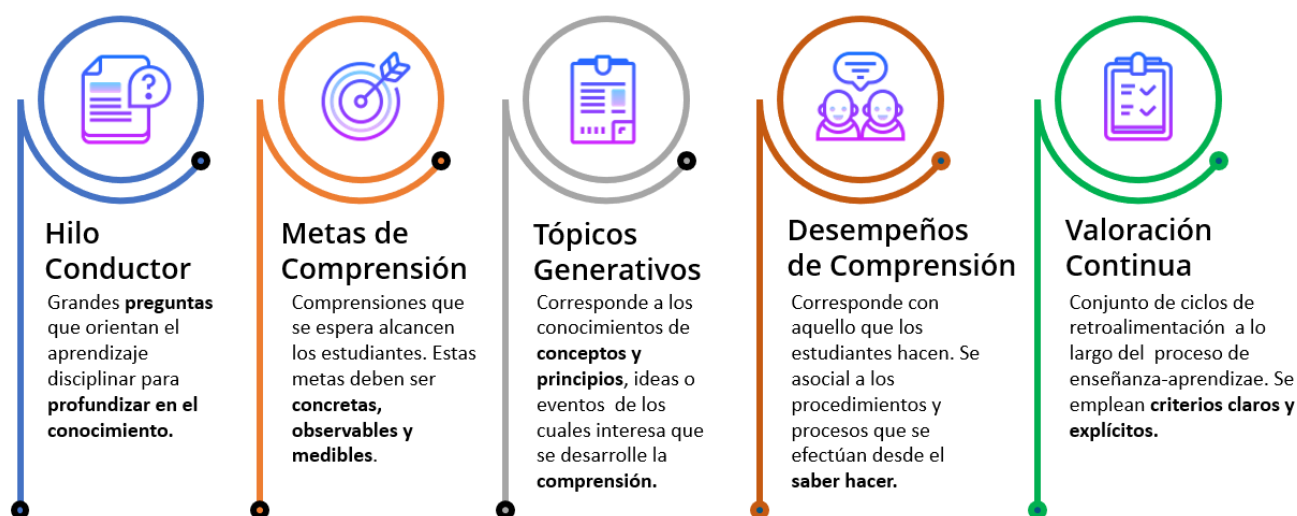 Hilo
Conductor
Grandes preguntas
que orientan el
aprendizaje
disciplinar para
profundizar en el
conocimiento.
Metas de
Comprensión
Comprensiones que
se espera alcancen
los estudiantes. Estas
metas deben ser
concretas,
observables y
medibles.
Tópicos
Generativos
Corresponde a los
conocimientos de
conceptos y
principios, ideas o
eventos de los
cuales interesa que
se desarrolle la
comprensión.
Desempeños
de Comprensión
Corresponde con
aquello que los
estudiantes hacen. Se
asocial a los
procedimientos y
procesos que se
efectúan desde el
saber hacer.
Valoración
Continua
Conjunto de ciclos de
retroalimentación a lo
largo del proceso de
enseñanza-aprendizae. Se
emplean criterios claros y
explícitos.